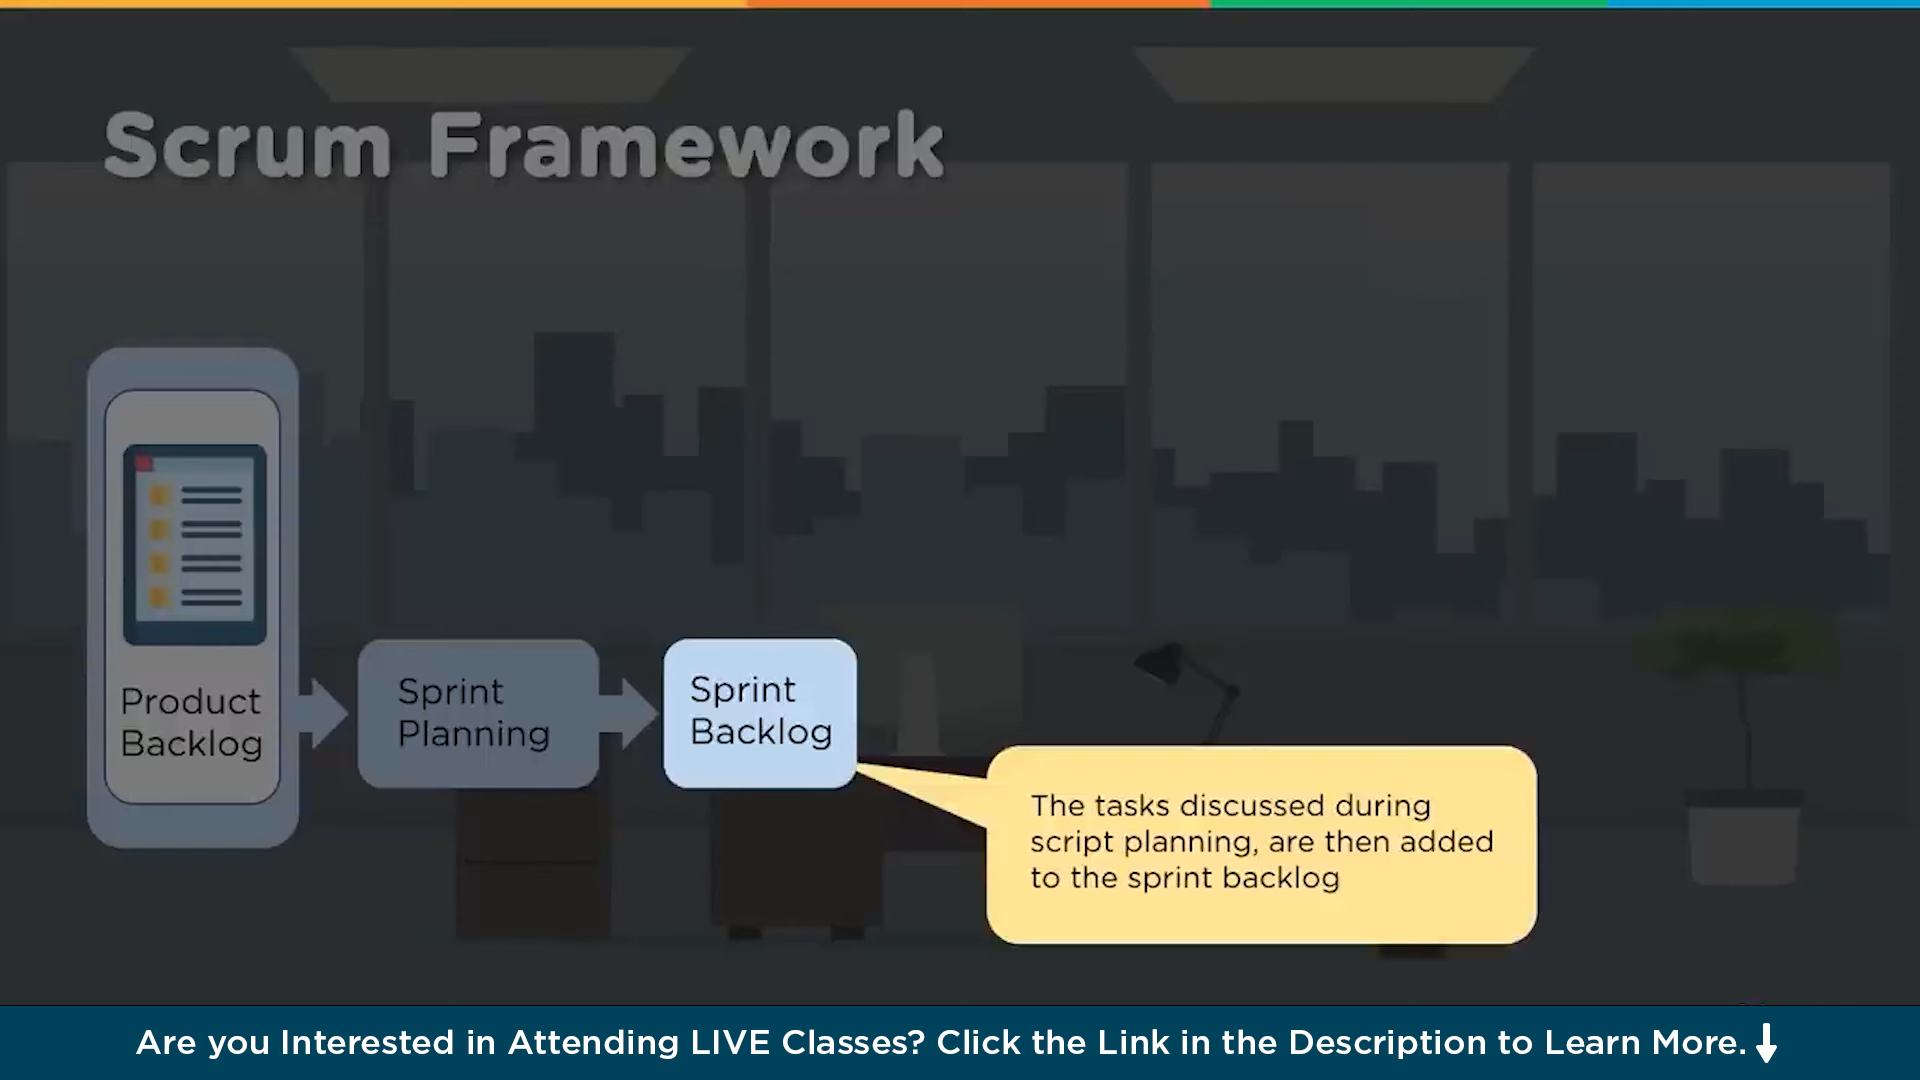 Scrum Framework
Product
Backlog
Sprint
Planning
Sprint
Backlog
The tasks discussed during
script planning, are then added
to the sprint backlog
Are you Interested in Attending LIVE Classes? Click the Link in the Description to Learn More.